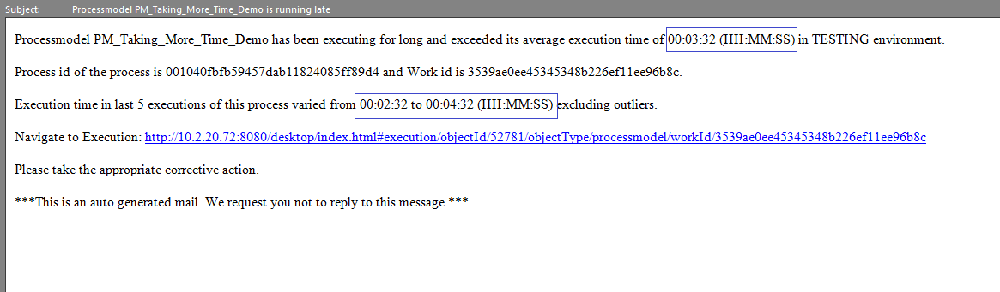 Subject: Processmodel PM_Taking_More_Time_Demo is running late
Processmodel PM_Taking_More_Time_Demo has been executing for long and exceeded its average execution time of 00:03:32 (HH:MM:SS) in TESTING environment.
Process id of the process is 001040fbfb59457dab11824085ff89d4 and Work id is 3539ae0ee45345348b226ef11ee96b8c.
Execution time in last 5 executions of this process varied from 00:02:32 to 00:04:32 (HH:MM:SS) excluding outliers.
Navigate to Execution: http://10.2.20.72:8080/desktop/index.html#execution/objectId/52781/objectType/processmodel/workId/3539ae0ee45345348b226ef11ee96b8c
Please take the appropriate corrective action.
***This is an auto generated mail. We request you not to reply to this message.***